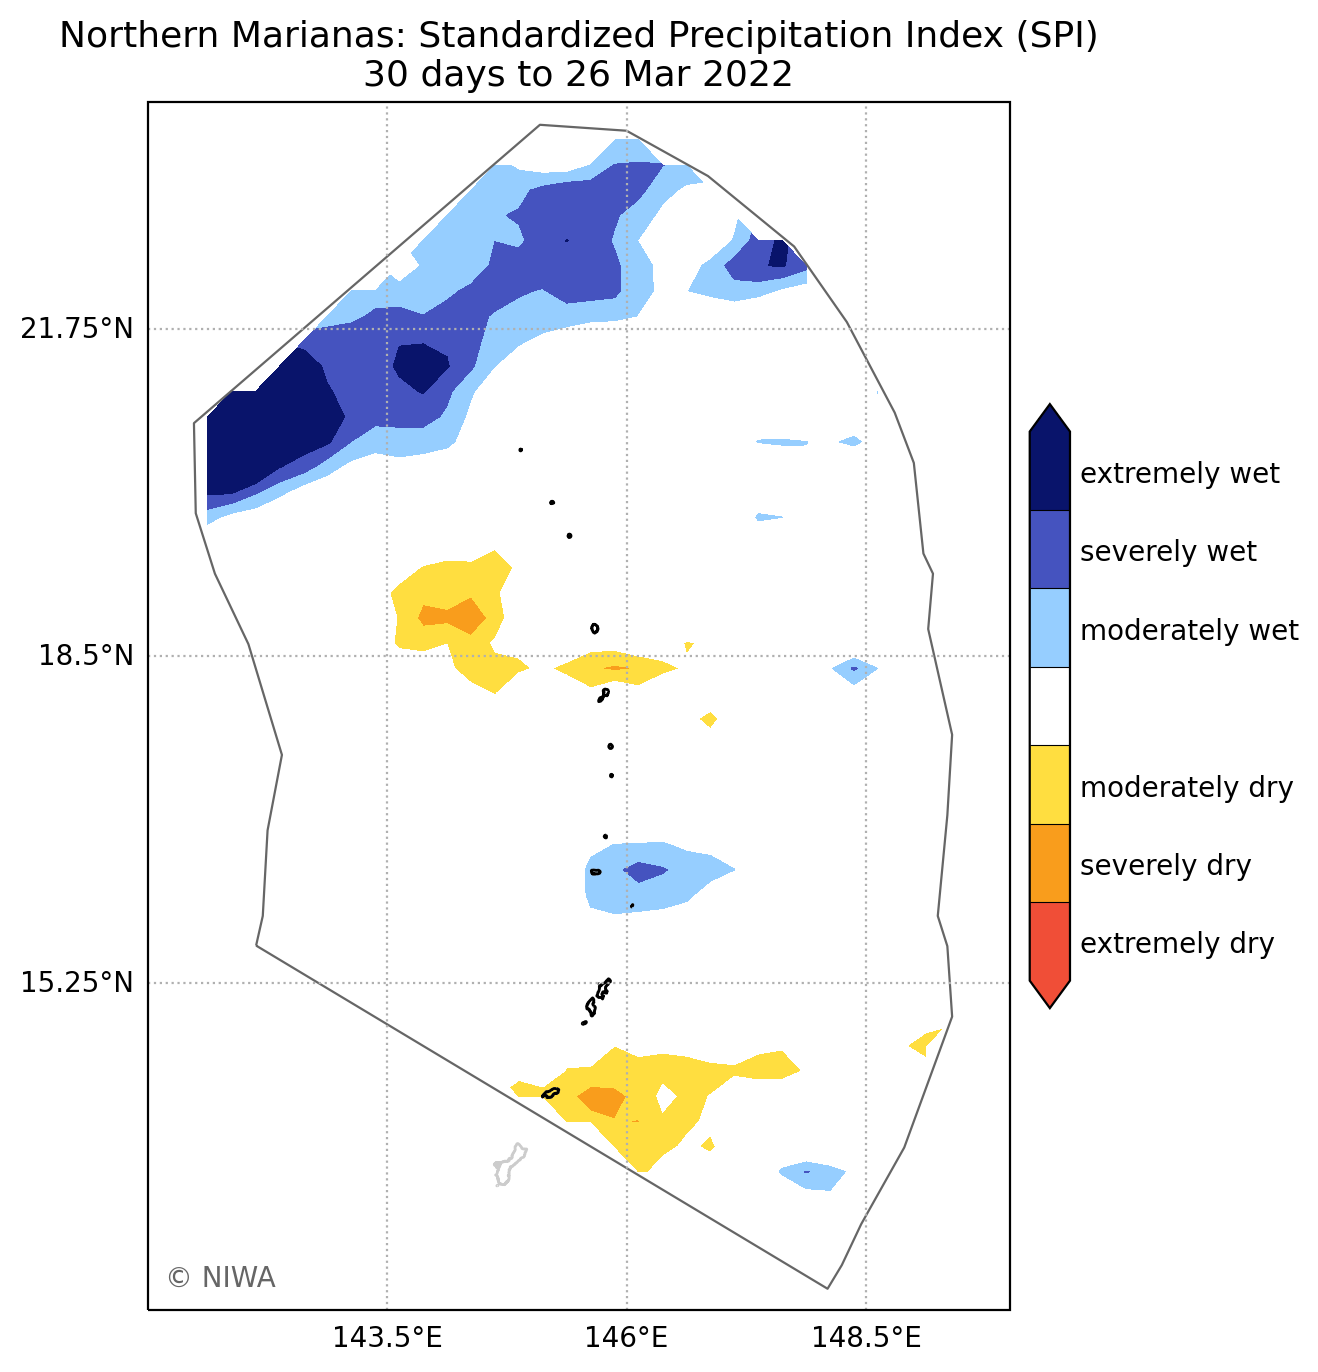 Northern Marianas: Standardized Precipitation Index (SPI)
30 days to 26 Mar 2022
21.75°N
18.5°N
15.25°N
143.5°E
146°E
148.5°E
extremely wet
severely wet
moderately wet
moderately dry
severely dry
extremely dry
© NIWA